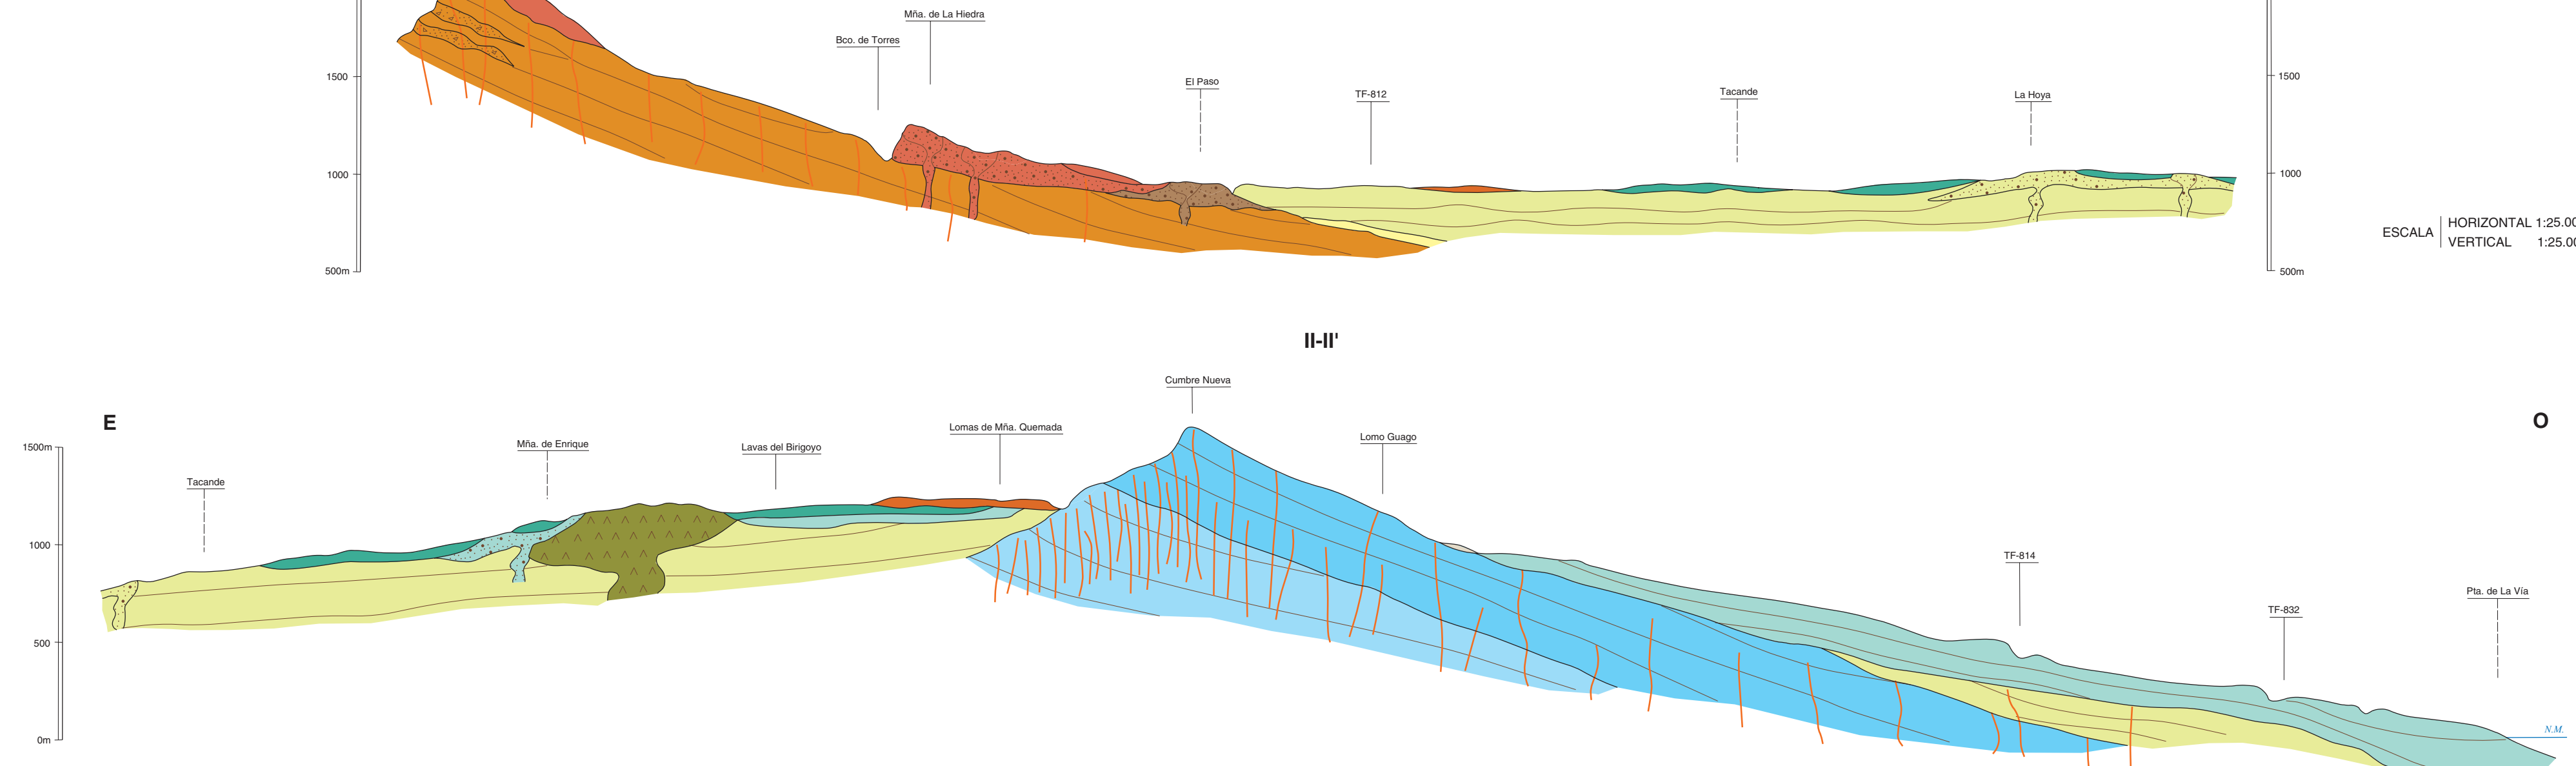 Mña. de La Hiedra
Bco. de Torres
El Paso
TF-812
Tacande
La Hoya
1500
1500
1000
1000
500m
500m
ESCALA
HORIZONTAL 1:25.00
VERTICAL 1:25.00
II-II'
Cumbre Nueva
E
O
Lomas de Mña. Quemada
Lomo Guago
Mña. de Enrique
Lavas del Birigoyo
1500m
Tacande
1000
TF-814
Pta. de La Vía
TF-832
500
0m
N.M.